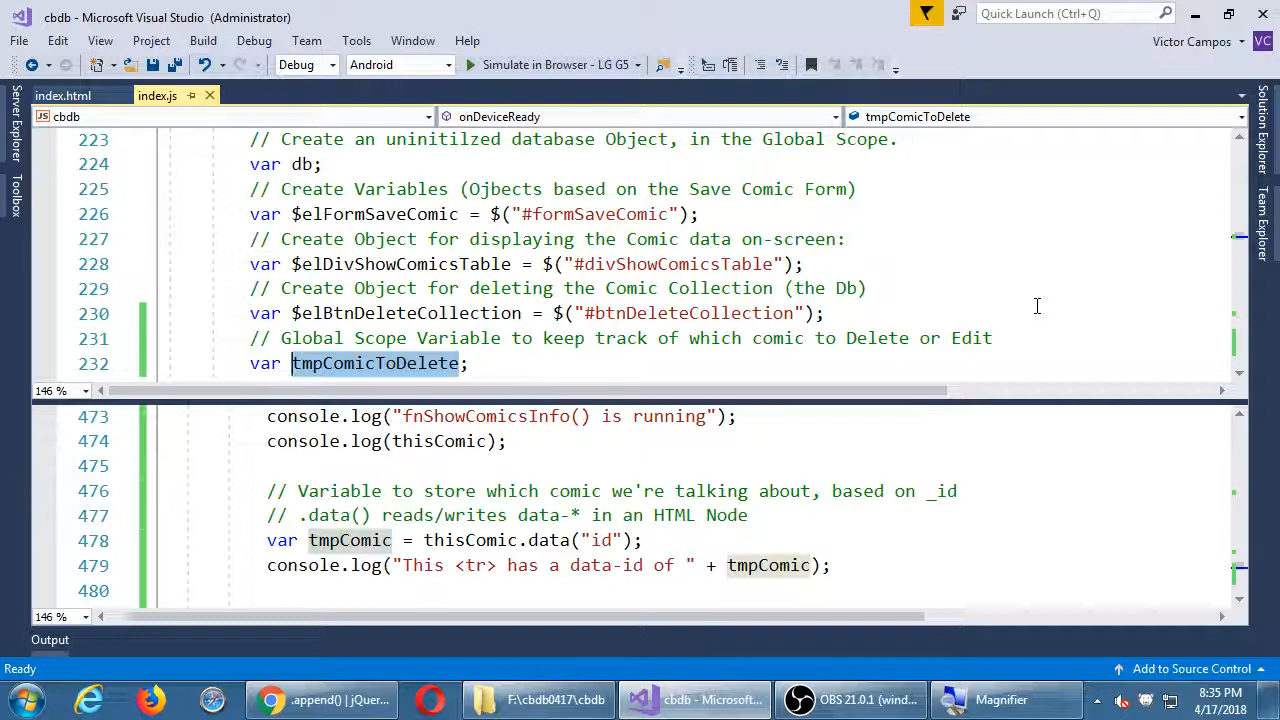 cbdb - Microsoft Visual Studio (Administrator)
Quick Launch (Ctrl+Q)
File Edit View Project Build Debug Team Tools Window Help
Victor Campos VC
Debug Android Simulate in Browser - LG G5
index.html index.js
JS cbdb onDeviceReady tmpComicToDelete
223 // Create an uninitilzed database Object, in the Global Scope.
224 var db;
225 // Create Variables (Ojbects based on the Save Comic Form)
226 var $elFormSaveComic = $("#formSaveComic");
227 // Create Object for displaying the Comic data on-screen:
228 var $elDivShowComicsTable = $("#divShowComicsTable");
229 // Create Object for deleting the Comic Collection (the Db)
230 var $elBtnDeleteCollection = $("#btnDeleteCollection");
231 // Global Scope Variable to keep track of which comic to Delete or Edit
232 var tmpComicToDelete;
146 %
473 console.log("fnShowComicsInfo() is running");
474 console.log(thisComic);
475
476 // Variable to store which comic we're talking about, based on _id
477 // .data() reads/writes data-* in an HTML Node
478 var tmpComic = thisComic.data("id");
479 console.log("This <tr> has a data-id of " + tmpComic);
480
146 %
Server Explorer
Toolbox
Solution Explorer
Team Explorer
Output
Ready
Add to Source Control
.append() | jQuer...
F:\cbdb0417\cbdb
cbdb - Microsoft...
OBS 21.0.1 (wind...
Magnifier
8:35 PM
4/17/2018